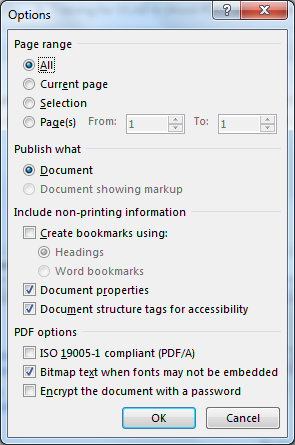 Options
Page range
All
Current page
Selection
Page(s) From: 1 To: 1
Publish what
Document
Document showing markup
Include non-printing information
Create bookmarks using:
Headings
Word bookmarks
Document properties
Document structure tags for accessibility
PDF options
ISO 19005-1 compliant (PDF/A)
Bitmap text when fonts may not be embedded
Encrypt the document with a password
OK Cancel